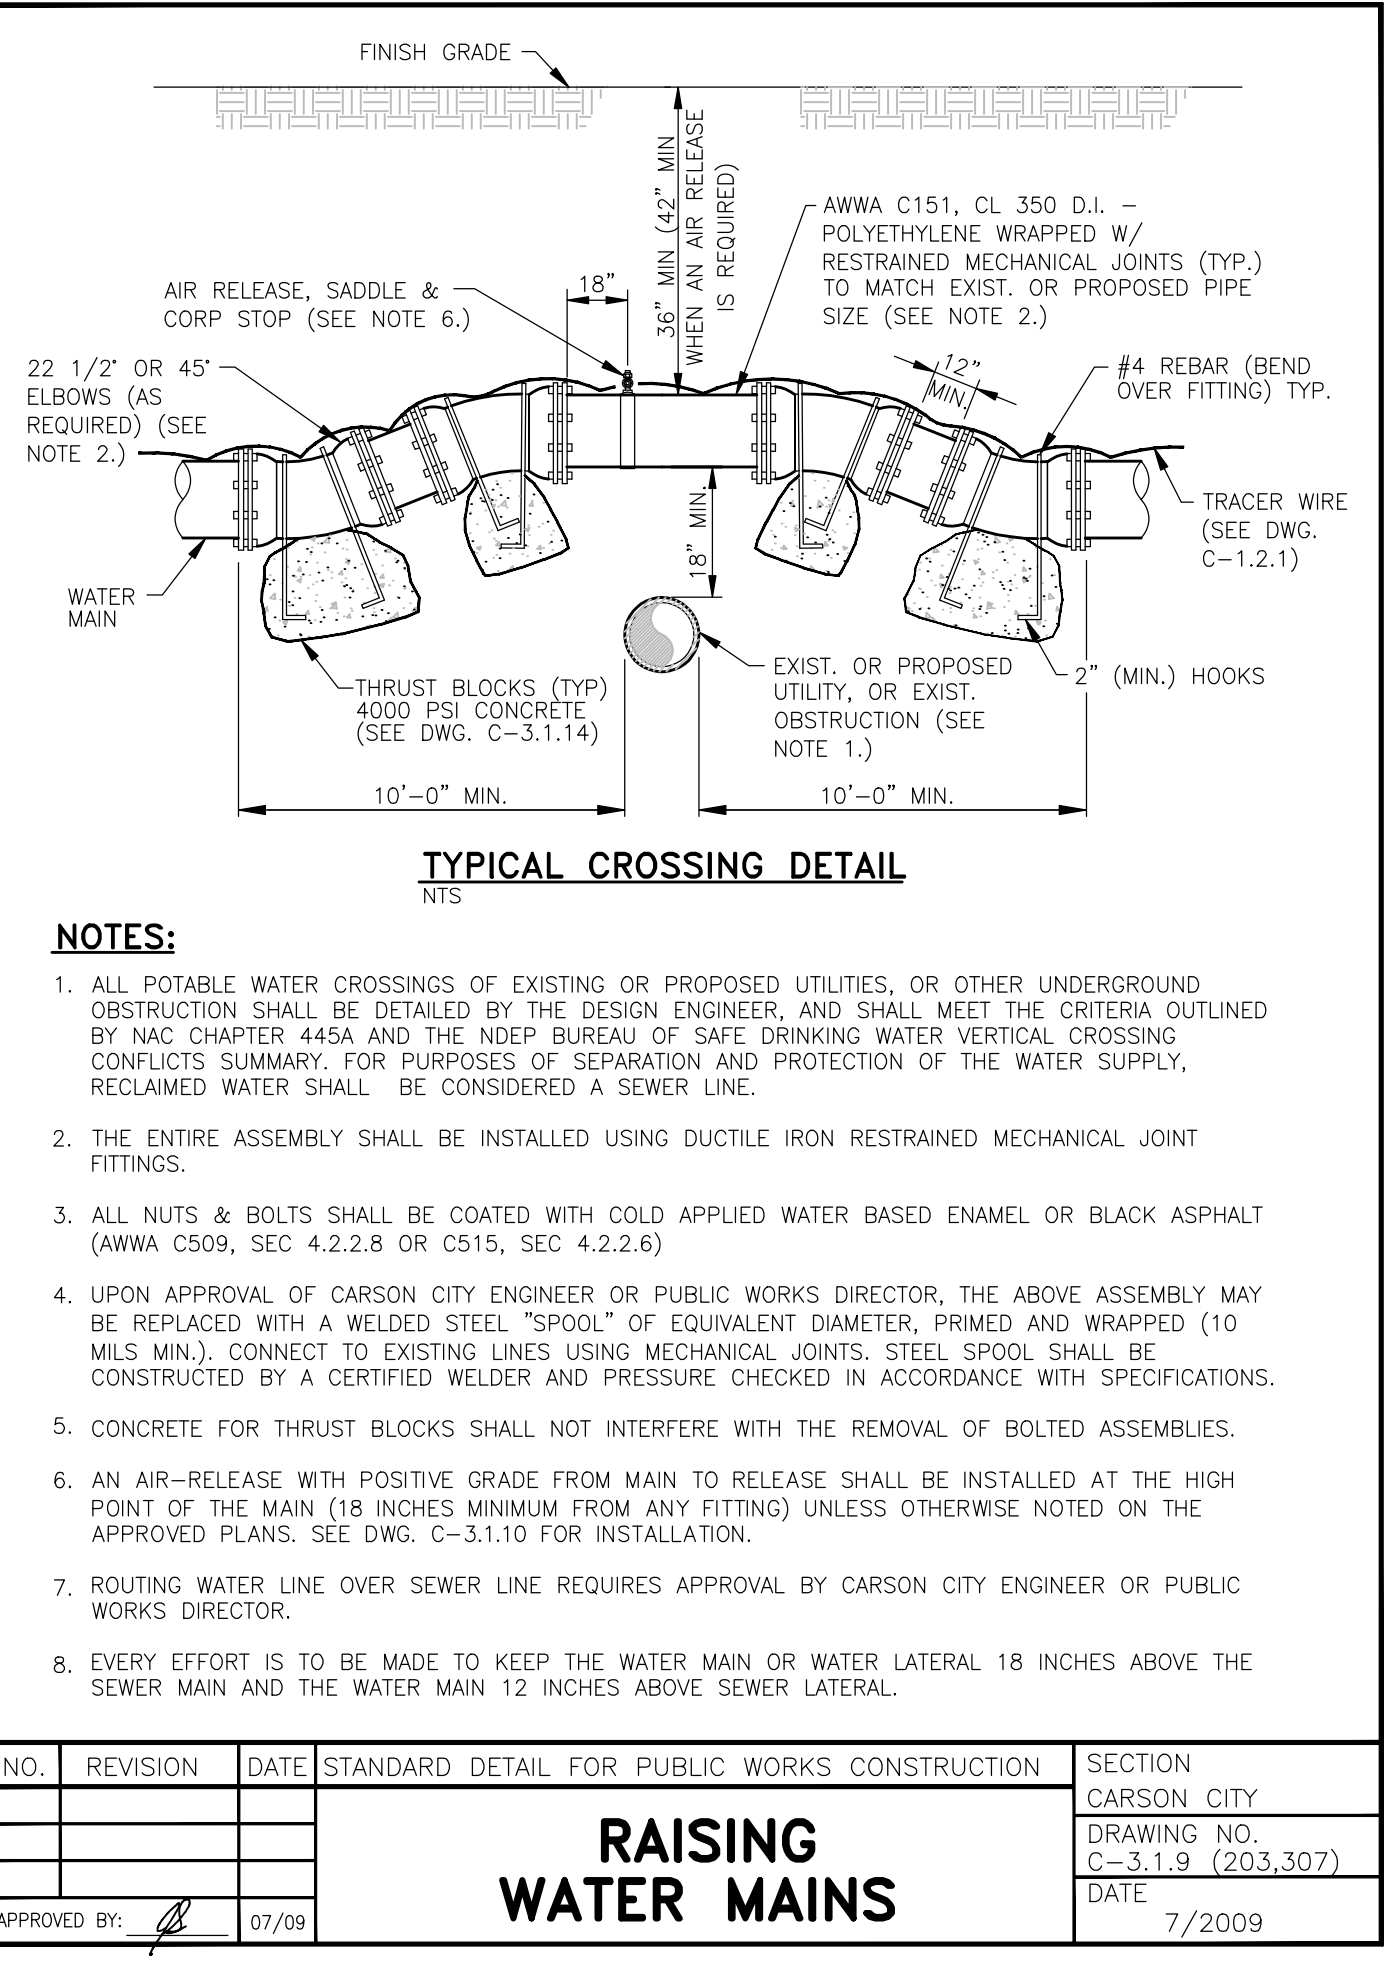 FINISH GRADE
36" MIN (42" MIN
WHEN AN AIR RELEASE
IS REQUIRED)
AWWA C151, CL 350 D.I. –
POLYETHYLENE WRAPPED W/
RESTRAINED MECHANICAL JOINTS (TYP.)
TO MATCH EXIST. OR PROPOSED PIPE
SIZE (SEE NOTE 2.)
18"
AIR RELEASE, SADDLE &
CORP STOP (SEE NOTE 6.)
22 1/2° OR 45°
ELBOWS (AS
REQUIRED) (SEE
NOTE 2.)
12"
MIN.
#4 REBAR (BEND
OVER FITTING) TYP.
TRACER WIRE
(SEE DWG.
C–1.2.1)
18" MIN.
WATER
MAIN
THRUST BLOCKS (TYP)
4000 PSI CONCRETE
(SEE DWG. C–3.1.14)
EXIST. OR PROPOSED
UTILITY, OR EXIST.
OBSTRUCTION (SEE
NOTE 1.)
2" (MIN.) HOOKS
10'–0" MIN.
10'–0" MIN.
TYPICAL CROSSING DETAIL
NTS
NOTES:
1. ALL POTABLE WATER CROSSINGS OF EXISTING OR PROPOSED UTILITIES, OR OTHER UNDERGROUND
OBSTRUCTION SHALL BE DETAILED BY THE DESIGN ENGINEER, AND SHALL MEET THE CRITERIA OUTLINED
BY NAC CHAPTER 445A AND THE NDEP BUREAU OF SAFE DRINKING WATER VERTICAL CROSSING
CONFLICTS SUMMARY. FOR PURPOSES OF SEPARATION AND PROTECTION OF THE WATER SUPPLY,
RECLAIMED WATER SHALL BE CONSIDERED A SEWER LINE.
2. THE ENTIRE ASSEMBLY SHALL BE INSTALLED USING DUCTILE IRON RESTRAINED MECHANICAL JOINT
FITTINGS.
3. ALL NUTS & BOLTS SHALL BE COATED WITH COLD APPLIED WATER BASED ENAMEL OR BLACK ASPHALT
(AWWA C509, SEC 4.2.2.8 OR C515, SEC 4.2.2.6)
4. UPON APPROVAL OF CARSON CITY ENGINEER OR PUBLIC WORKS DIRECTOR, THE ABOVE ASSEMBLY MAY
BE REPLACED WITH A WELDED STEEL "SPOOL" OF EQUIVALENT DIAMETER, PRIMED AND WRAPPED (10
MILS MIN.). CONNECT TO EXISTING LINES USING MECHANICAL JOINTS. STEEL SPOOL SHALL BE
CONSTRUCTED BY A CERTIFIED WELDER AND PRESSURE CHECKED IN ACCORDANCE WITH SPECIFICATIONS.
5. CONCRETE FOR THRUST BLOCKS SHALL NOT INTERFERE WITH THE REMOVAL OF BOLTED ASSEMBLIES.
6. AN AIR–RELEASE WITH POSITIVE GRADE FROM MAIN TO RELEASE SHALL BE INSTALLED AT THE HIGH
POINT OF THE MAIN (18 INCHES MINIMUM FROM ANY FITTING) UNLESS OTHERWISE NOTED ON THE
APPROVED PLANS. SEE DWG. C–3.1.10 FOR INSTALLATION.
7. ROUTING WATER LINE OVER SEWER LINE REQUIRES APPROVAL BY CARSON CITY ENGINEER OR PUBLIC
WORKS DIRECTOR.
8. EVERY EFFORT IS TO BE MADE TO KEEP THE WATER MAIN OR WATER LATERAL 18 INCHES ABOVE THE
SEWER MAIN AND THE WATER MAIN 12 INCHES ABOVE SEWER LATERAL.
NO. REVISION DATE STANDARD DETAIL FOR PUBLIC WORKS CONSTRUCTION
RAISING
WATER MAINS
APPROVED BY: 07/09
SECTION
CARSON CITY
DRAWING NO.
C–3.1.9 (203,307)
DATE
7/2009